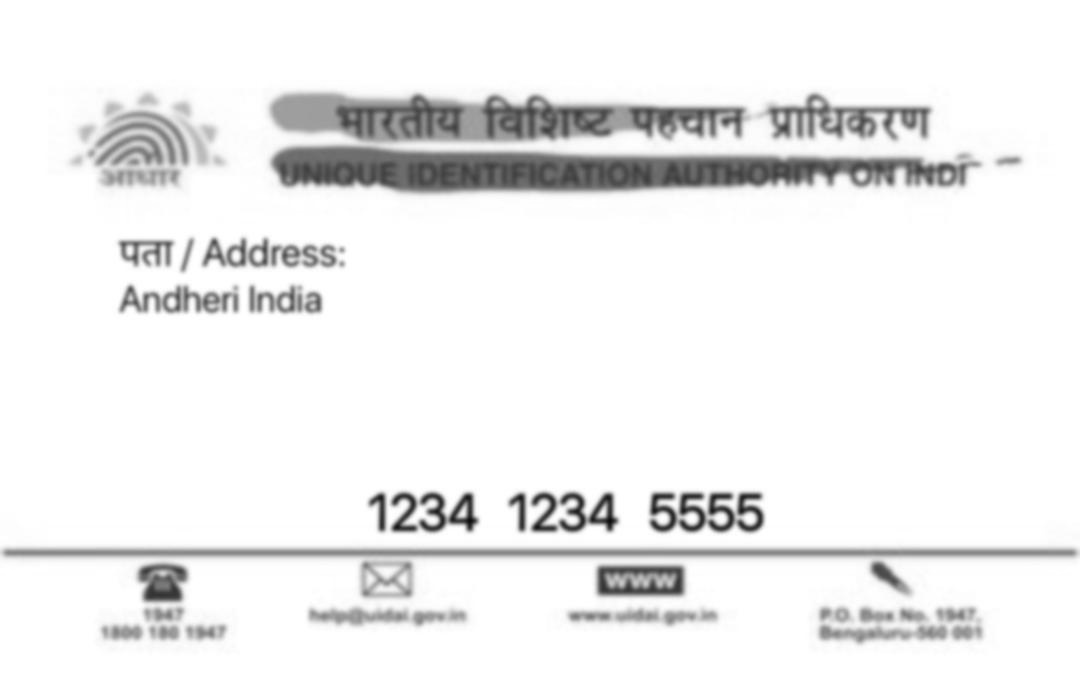 आधार
भारतीय विशिष्ट पहचान प्राधिकरण
UNIQUE IDENTIFICATION AUTHORITY ON INDI
पता / Address:
Andheri India
1234 1234 5555
1947
1800 180 1947
help@uidai.gov.in
WWW
www.uidai.gov.in
P.O. Box No. 1947,
Bengaluru-560 001